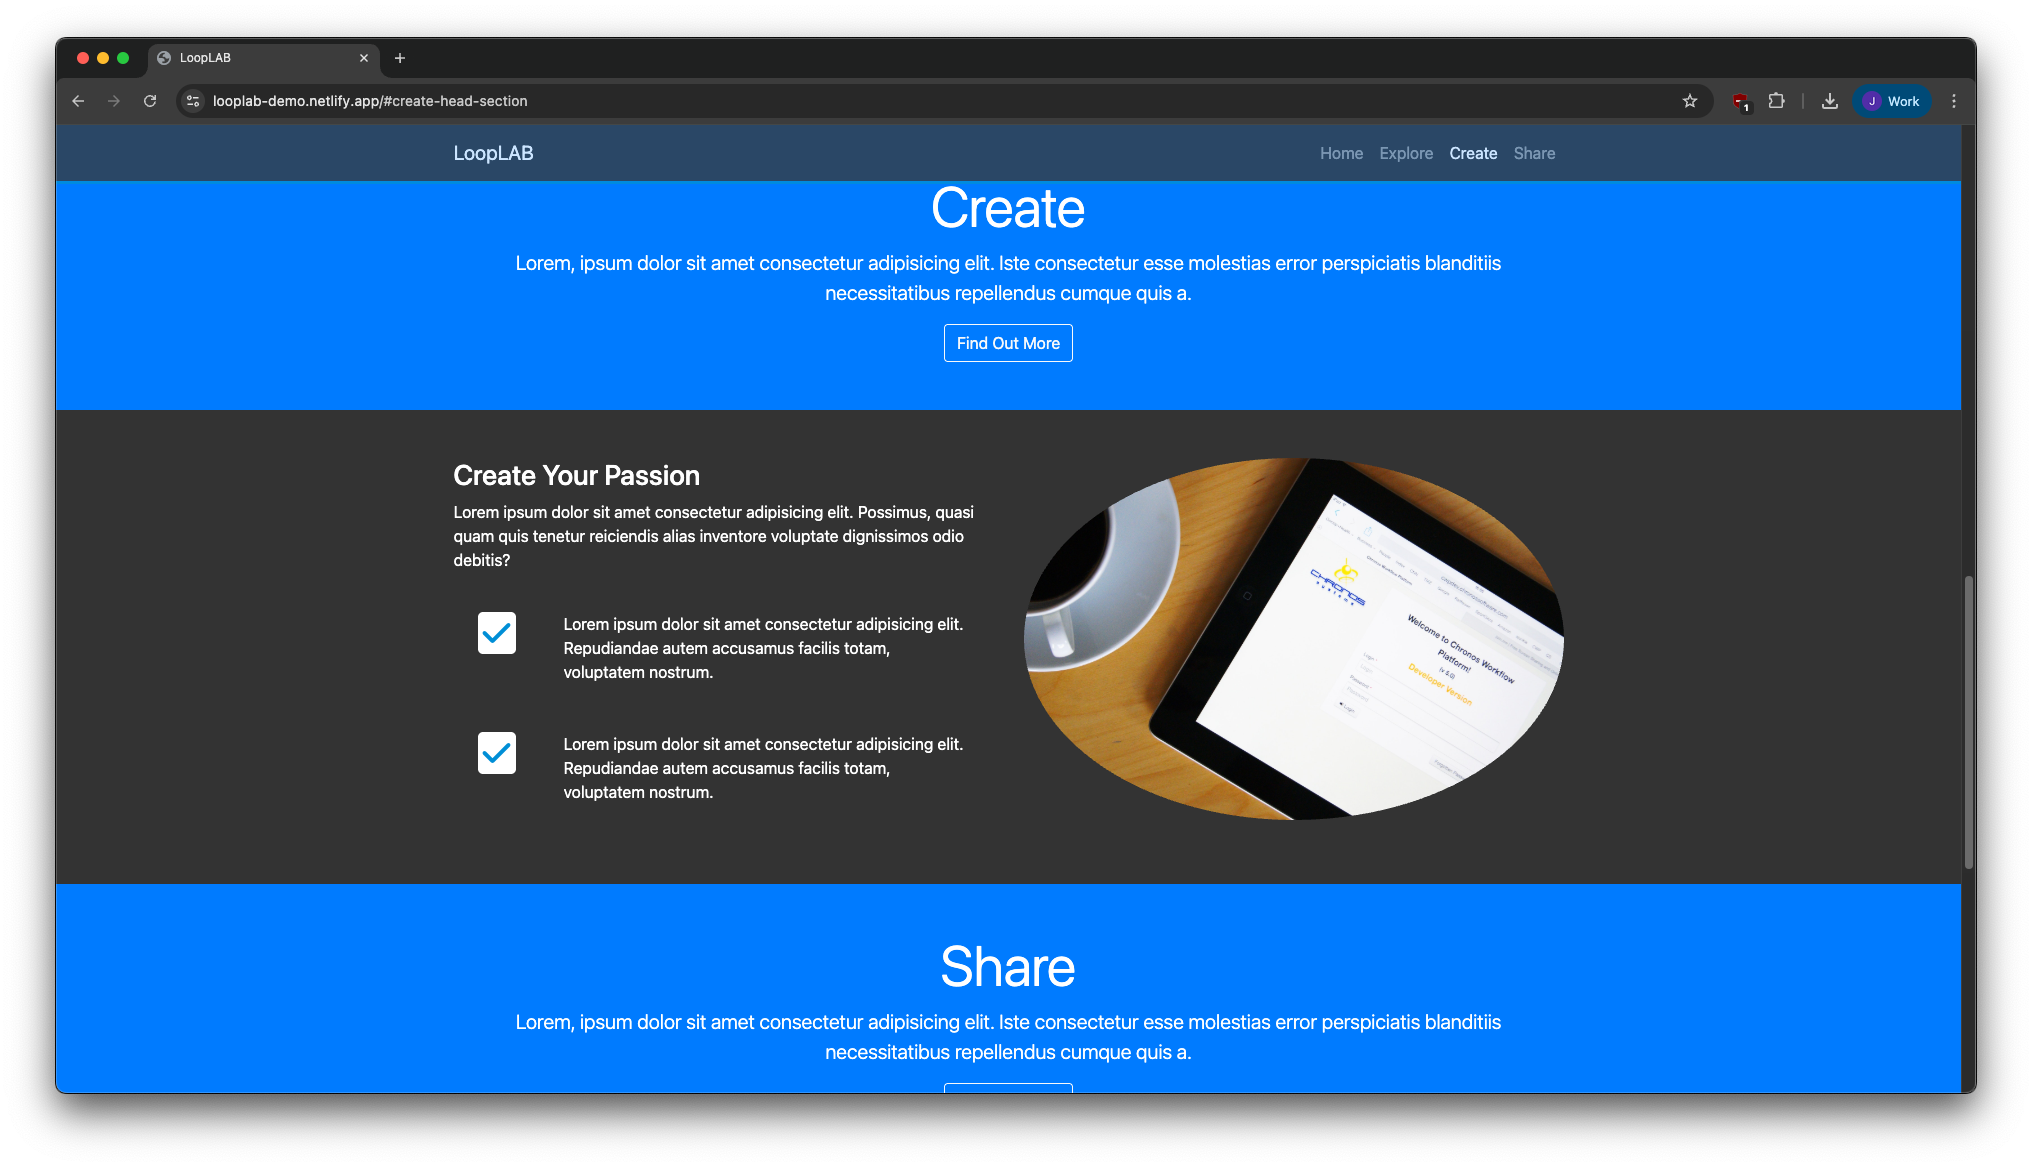 LoopLAB
looplab-demo.netlify.app/#create-head-section
1
J Work
LoopLAB
Home Explore Create Share
Create
Lorem, ipsum dolor sit amet consectetur adipisicing elit. Iste consectetur esse molestias error perspiciatis blanditiis
necessitatibus repellendus cumque quis a.
Find Out More
Create Your Passion
Lorem ipsum dolor sit amet consectetur adipisicing elit. Possimus, quasi
quam quis tenetur reiciendis alias inventore voluptate dignissimos odio
debitis?
Lorem ipsum dolor sit amet consectetur adipisicing elit.
Repudiandae autem accusamus facilis totam,
voluptatem nostrum.
Lorem ipsum dolor sit amet consectetur adipisicing elit.
Repudiandae autem accusamus facilis totam,
voluptatem nostrum.
CHRONOS
SYSTEMS
Welcome to Chronos Workflow
Platform!
Developer Version
Login
Password
Login
Share
Lorem, ipsum dolor sit amet consectetur adipisicing elit. Iste consectetur esse molestias error perspiciatis blanditiis
necessitatibus repellendus cumque quis a.